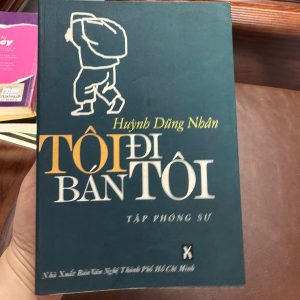 Huỳnh Dũng Nhân
TÔI ĐI
BÁN TÔI
TẬP PHÓNG SỰ
Nhà Xuất Bản Văn Nghệ Thành Phố Hồ Chí Minh